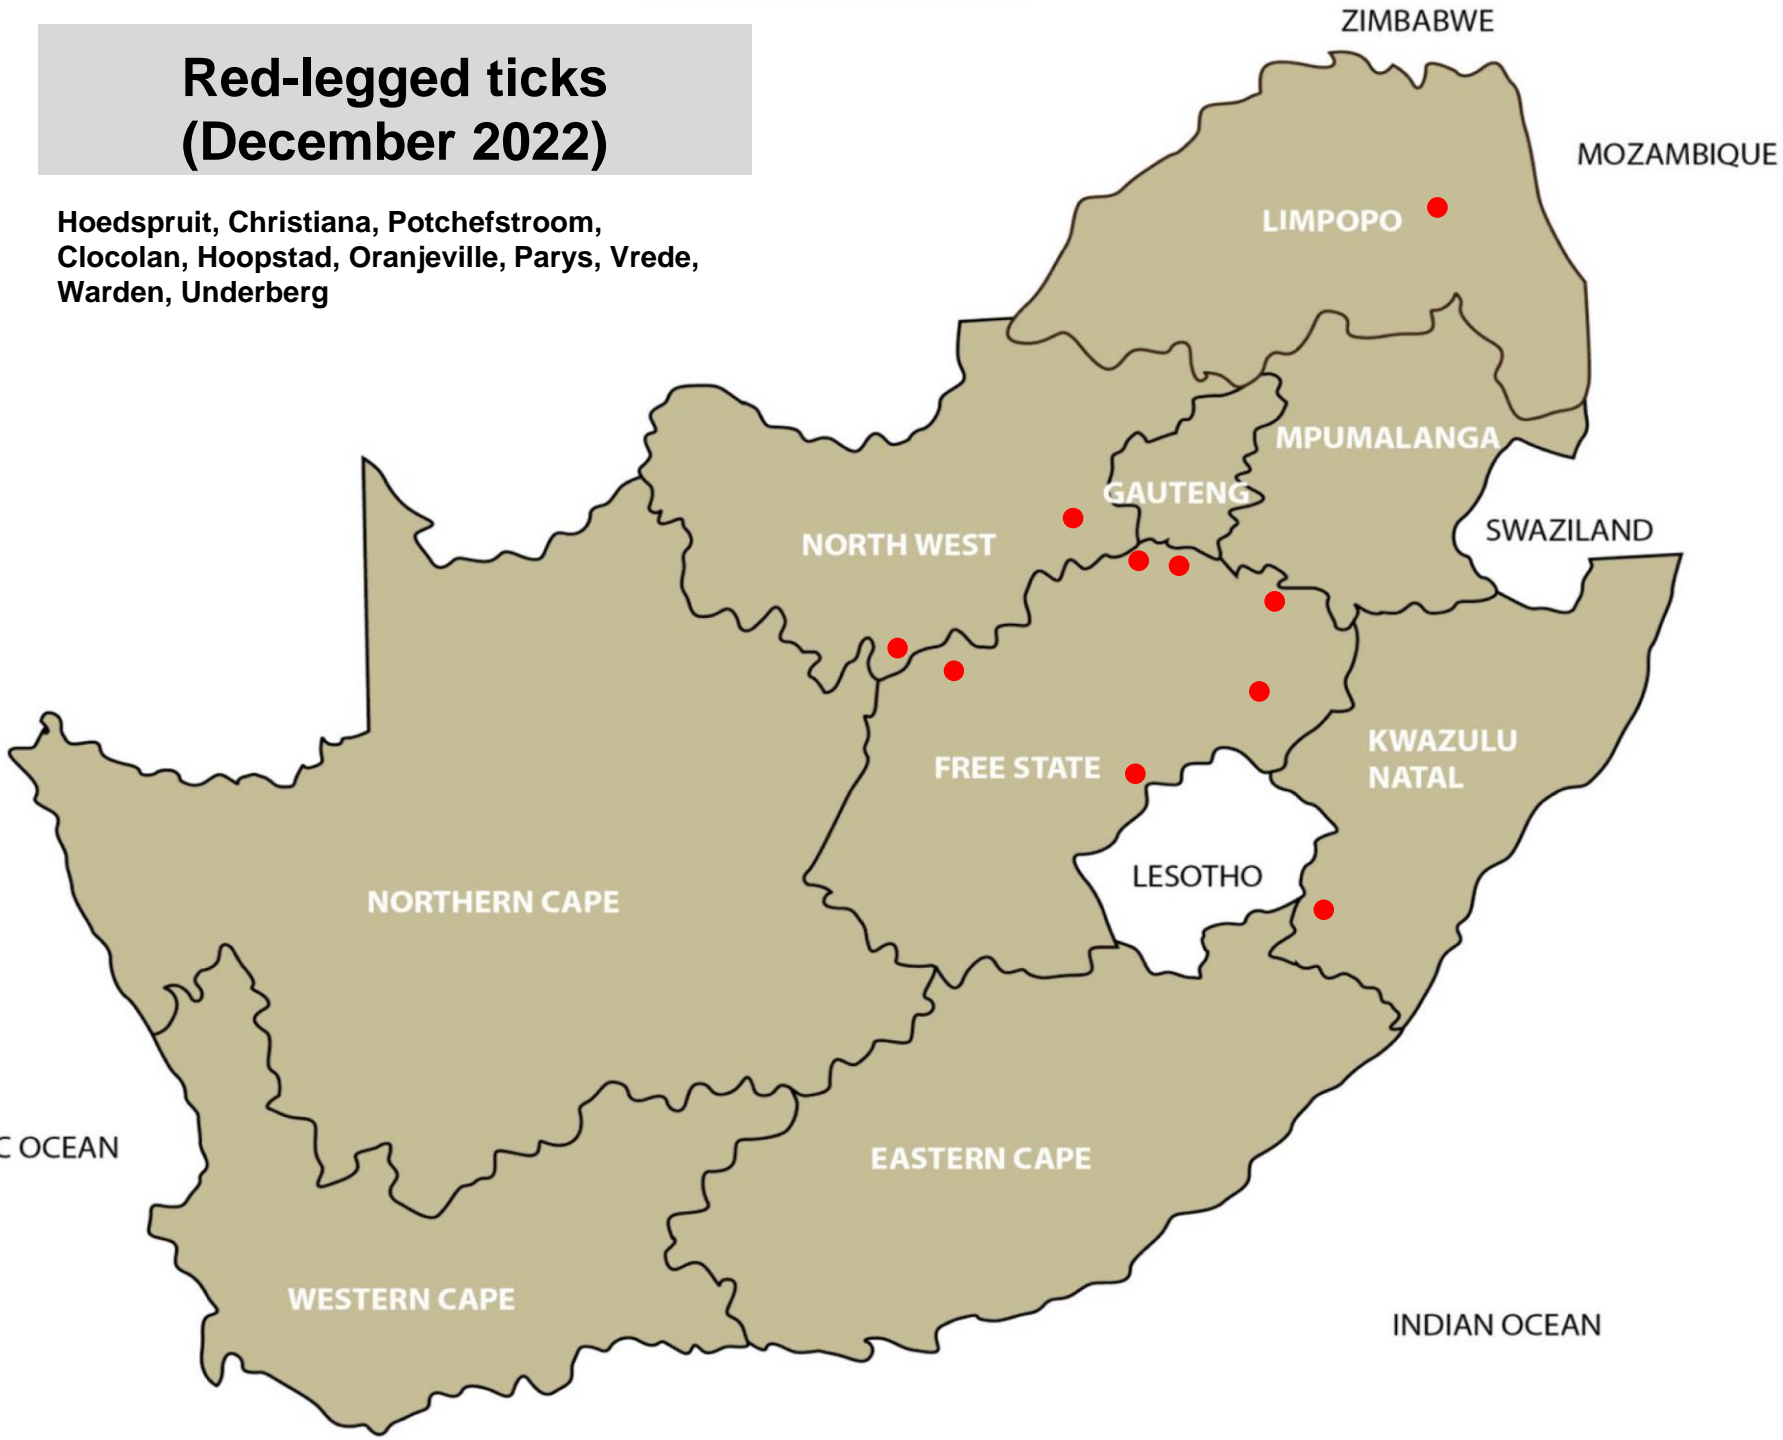 Red-legged ticks
(December 2022)
Hoedspruit, Christiana, Potchefstroom,
Clocolan, Hoopstad, Oranjeville, Parys, Vrede,
Warden, Underberg
ZIMBABWE
MOZAMBIQUE
LIMPOPO
MPUMALANGA
GAUTENG
NORTH WEST
SWAZILAND
KWAZULU
NATAL
FREE STATE
LESOTHO
NORTHERN CAPE
C OCEAN
EASTERN CAPE
WESTERN CAPE
INDIAN OCEAN